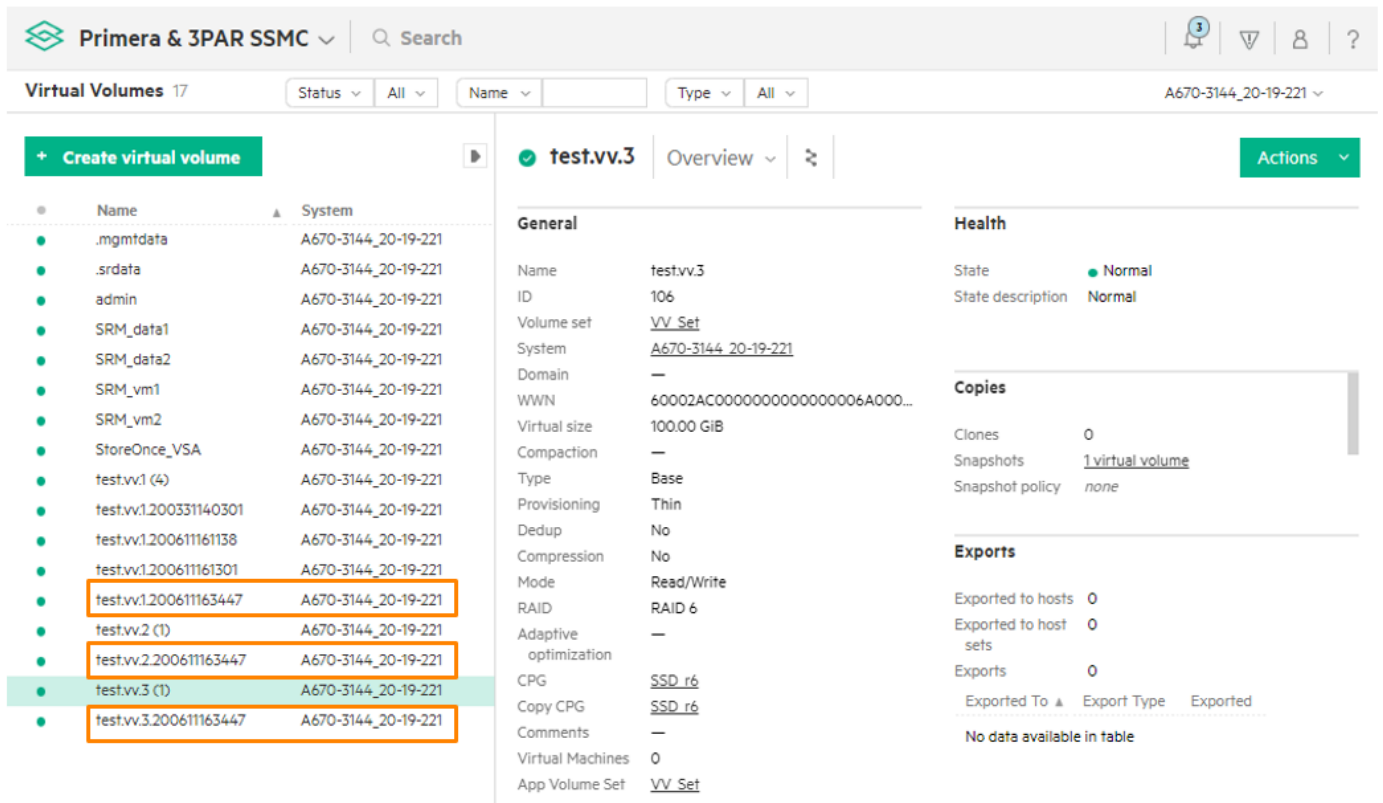 Primera & 3PAR SSMC Search 3 ?
Virtual Volumes 17 Status All Name Type All A670-3144_20-19-221
+ Create virtual volume
Name System
.mgmtdata A670-3144_20-19-221
.srdata A670-3144_20-19-221
admin A670-3144_20-19-221
SRM_data1 A670-3144_20-19-221
SRM_data2 A670-3144_20-19-221
SRM_vm1 A670-3144_20-19-221
SRM_vm2 A670-3144_20-19-221
StoreOnce_VSA A670-3144_20-19-221
test.vv.1 (4) A670-3144_20-19-221
test.vv.1.200331140301 A670-3144_20-19-221
test.vv.1.200611161138 A670-3144_20-19-221
test.vv.1.200611161301 A670-3144_20-19-221
test.vv.1.200611163447 A670-3144_20-19-221
test.vv.2 (1) A670-3144_20-19-221
test.vv.2.200611163447 A670-3144_20-19-221
test.vv.3 (1) A670-3144_20-19-221
test.vv.3.200611163447 A670-3144_20-19-221
test.vv.3 Overview Actions
General
Name test.vv.3
ID 106
Volume set VV_Set
System A670-3144_20-19-221
Domain —
WWN 60002AC0000000000000006A000...
Virtual size 100.00 GiB
Compaction —
Type Base
Provisioning Thin
Dedup No
Compression No
Mode Read/Write
RAID RAID 6
Adaptive —
optimization
CPG SSD_r6
Copy CPG SSD_r6
Comments —
Virtual Machines 0
App Volume Set VV_Set
Health
State Normal
State description Normal
Copies
Clones 0
Snapshots 1 virtual volume
Snapshot policy none
Exports
Exported to hosts 0
Exported to host 0
sets
Exports 0
Exported To Export Type Exported
No data available in table